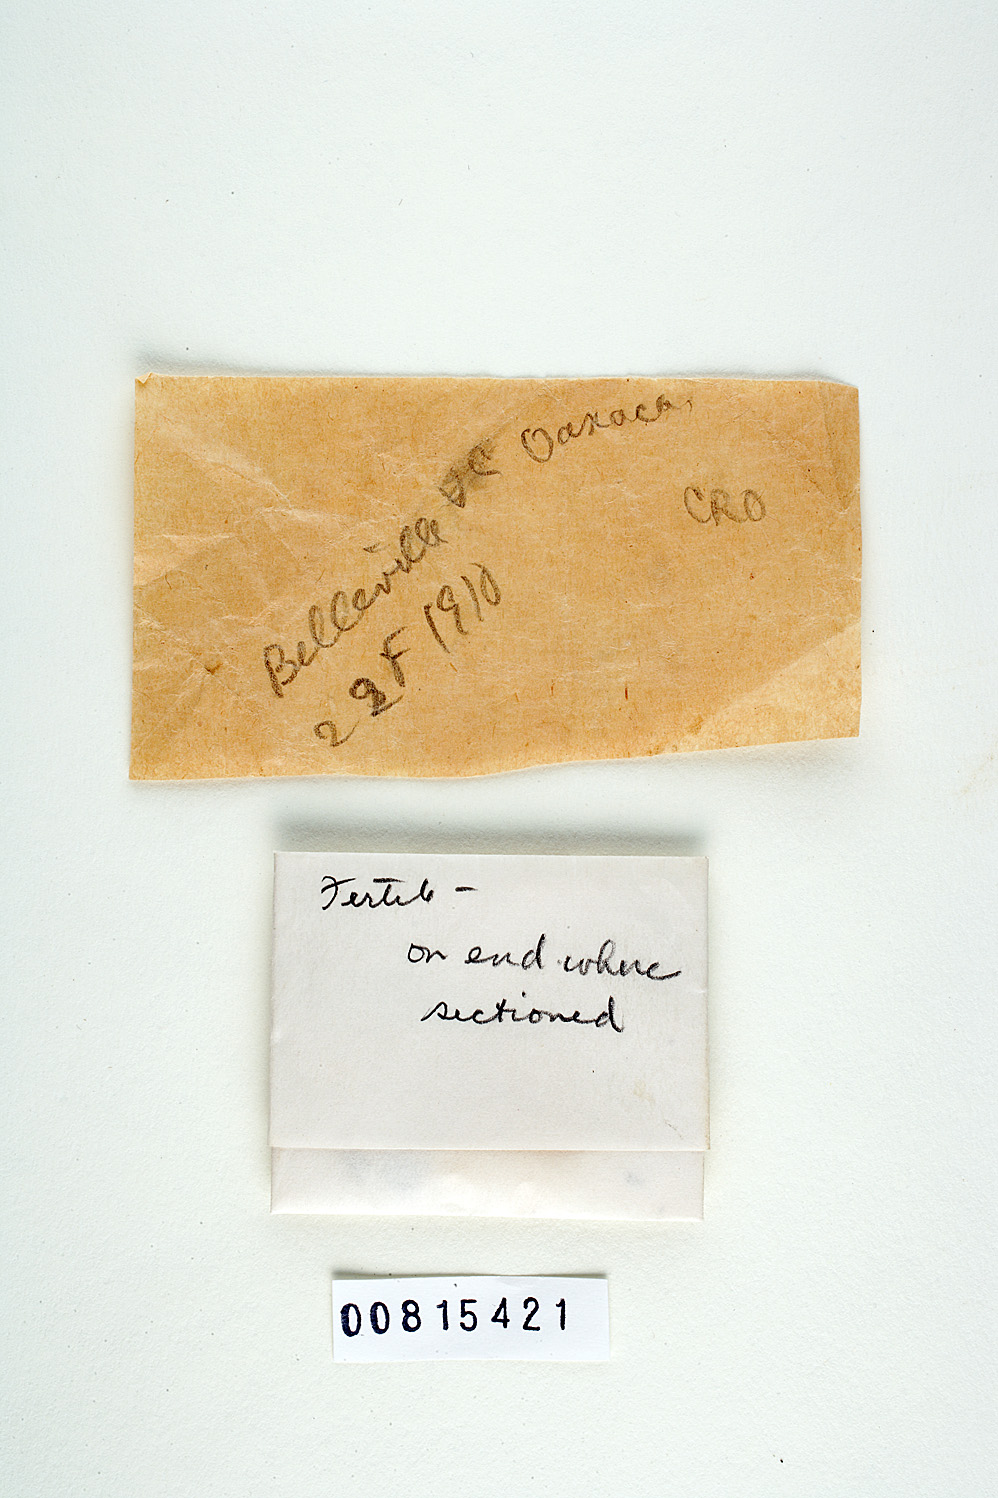 Belleville Oaxaca,
CRO
22 F 1910
Fertile –
on end where
sectioned
00815421